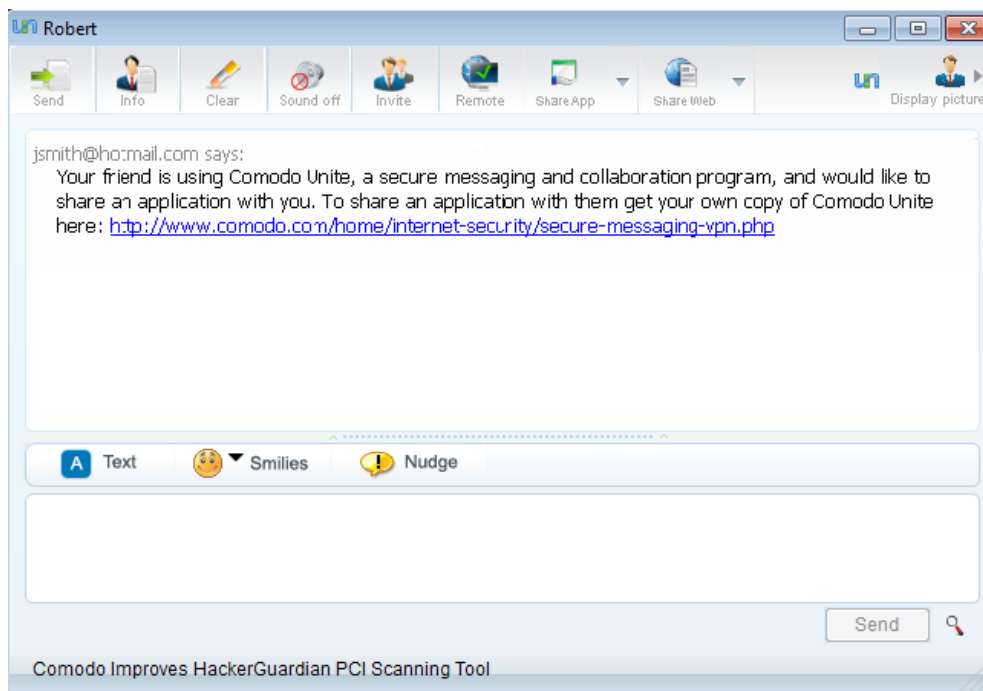 un Robert
Send Info Clear Sound off Invite Remote Share App Share Web un Display picture
jsmith@hotmail.com says:
Your friend is using Comodo Unite, a secure messaging and collaboration program, and would like to
share an application with you. To share an application with them get your own copy of Comodo Unite
here: http://www.comodo.com/home/internet-security/secure-messaging-vpn.php
A Text Smilies Nudge
Send
Comodo Improves HackerGuardian PCI Scanning Tool